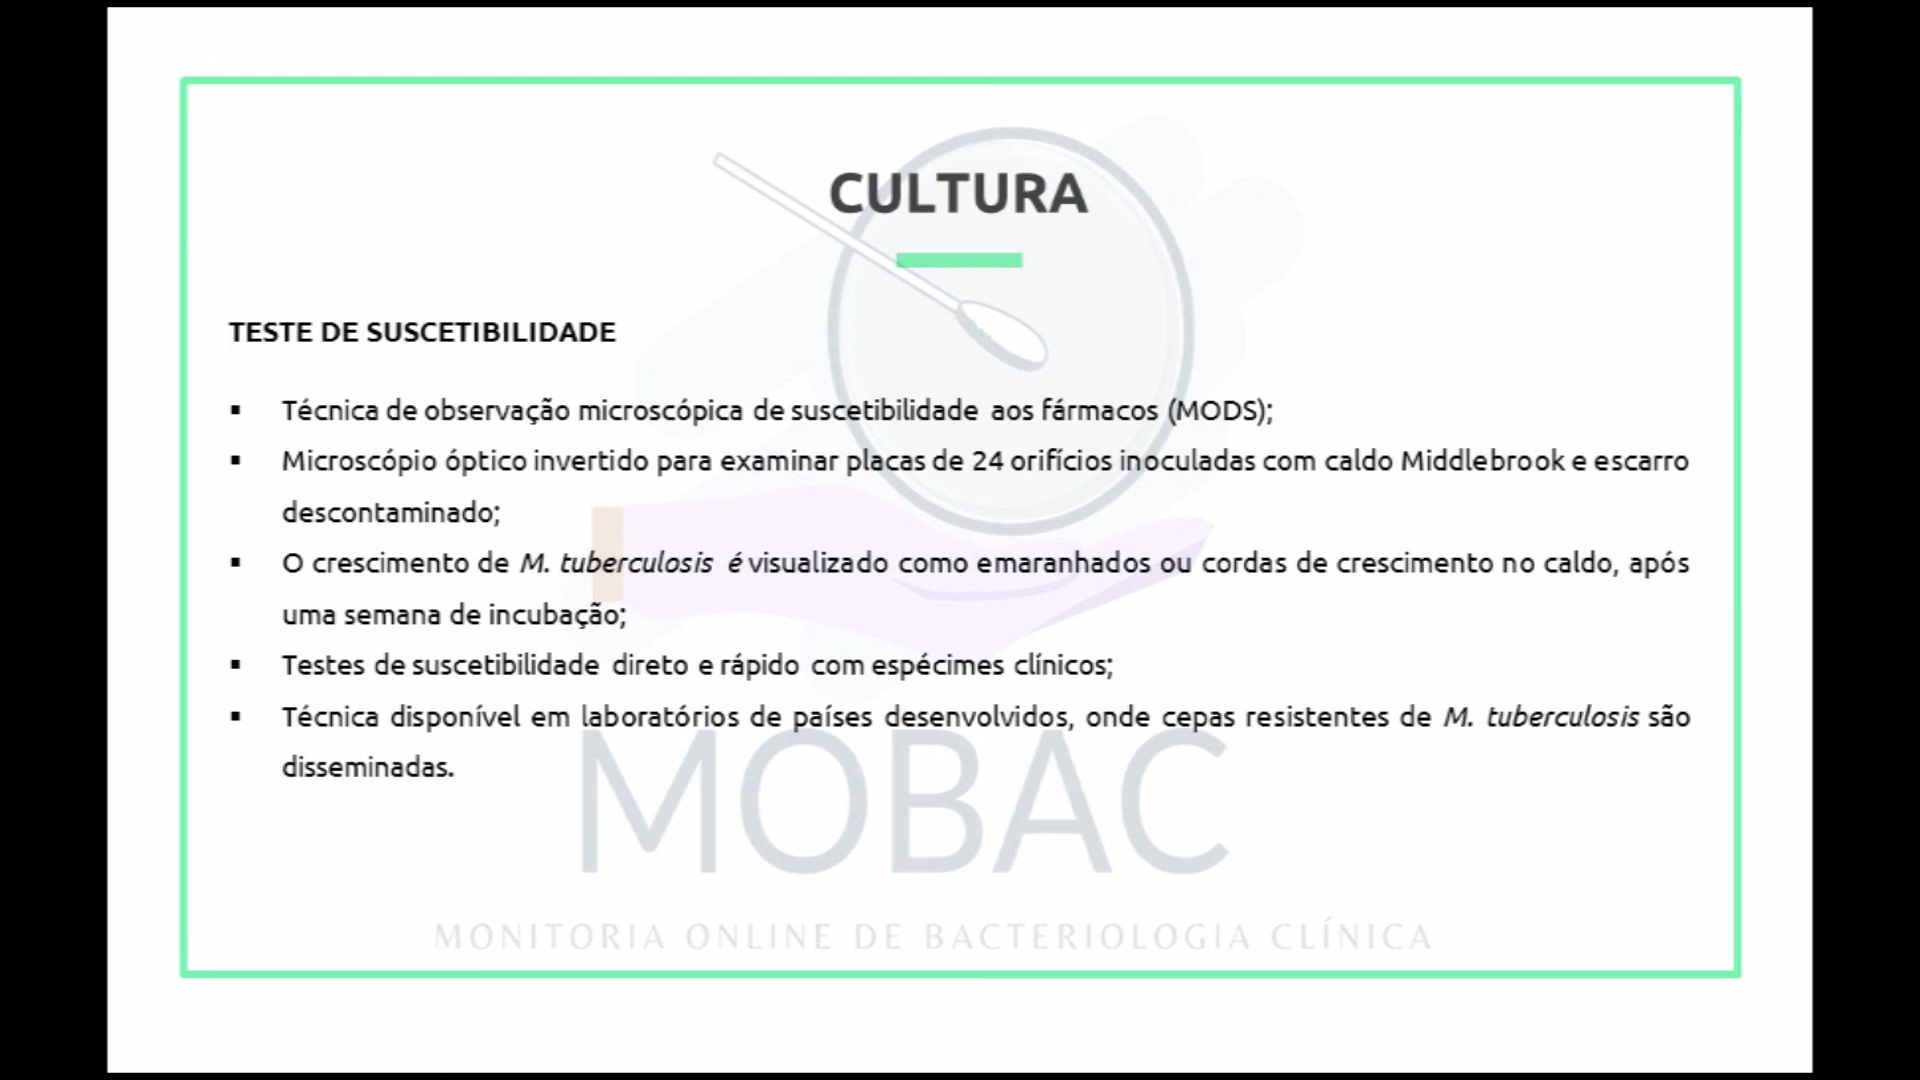 CULTURA
TESTE DE SUSCETIBILIDADE
▪ Técnica de observação microscópica de suscetibilidade aos fármacos (MODS);
▪ Microscópio óptico invertido para examinar placas de 24 orifícios inoculadas com caldo Middlebrook e escarro
descontaminado;
▪ O crescimento de M. tuberculosis é visualizado como emaranhados ou cordas de crescimento no caldo, após
uma semana de incubação;
▪ Testes de suscetibilidade direto e rápido com espécimes clínicos;
▪ Técnica disponível em laboratórios de países desenvolvidos, onde cepas resistentes de M. tuberculosis são
disseminadas.
MOBAC
MONITORIA ONLINE DE BACTERIOLOGIA CLÍNICA